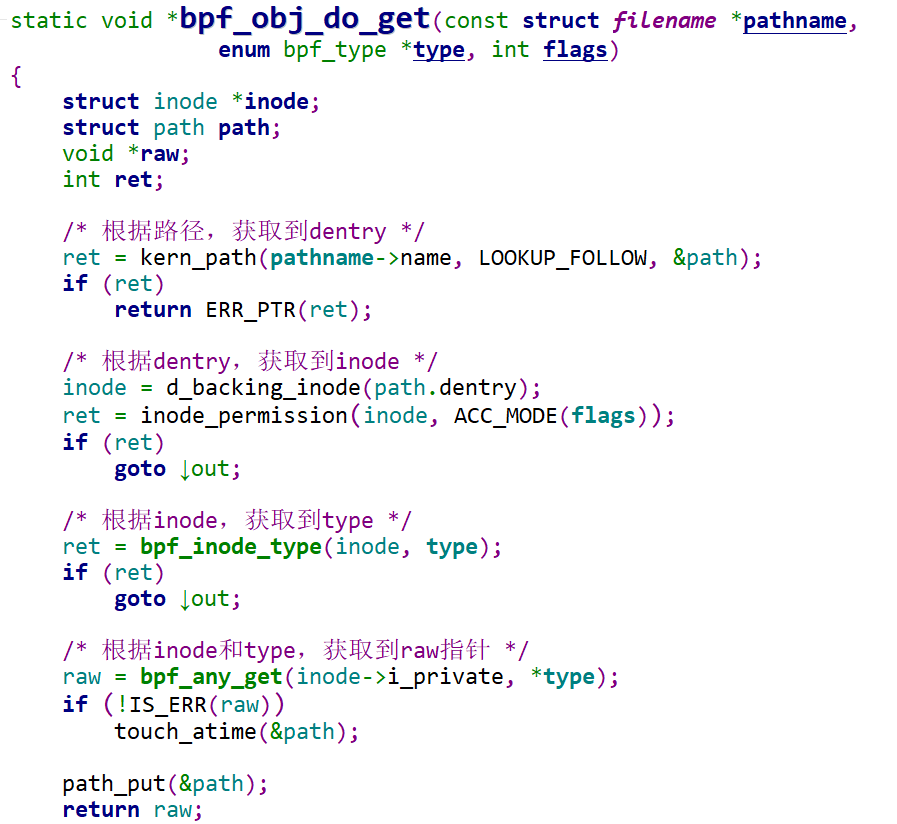 static void *bpf_obj_do_get(const struct filename *pathname,
                enum bpf_type *type, int flags)
{
    struct inode *inode;
    struct path path;
    void *raw;
    int ret;

    /* 根据路径，获取到dentry */
    ret = kern_path(pathname->name, LOOKUP_FOLLOW, &path);
    if (ret)
        return ERR_PTR(ret);

    /* 根据dentry，获取到inode */
    inode = d_backing_inode(path.dentry);
    ret = inode_permission(inode, ACC_MODE(flags));
    if (ret)
        goto ↓out;

    /* 根据inode，获取到type */
    ret = bpf_inode_type(inode, type);
    if (ret)
        goto ↓out;

    /* 根据inode和type，获取到raw指针 */
    raw = bpf_any_get(inode->i_private, *type);
    if (!IS_ERR(raw))
        touch_atime(&path);

    path_put(&path);
    return raw;